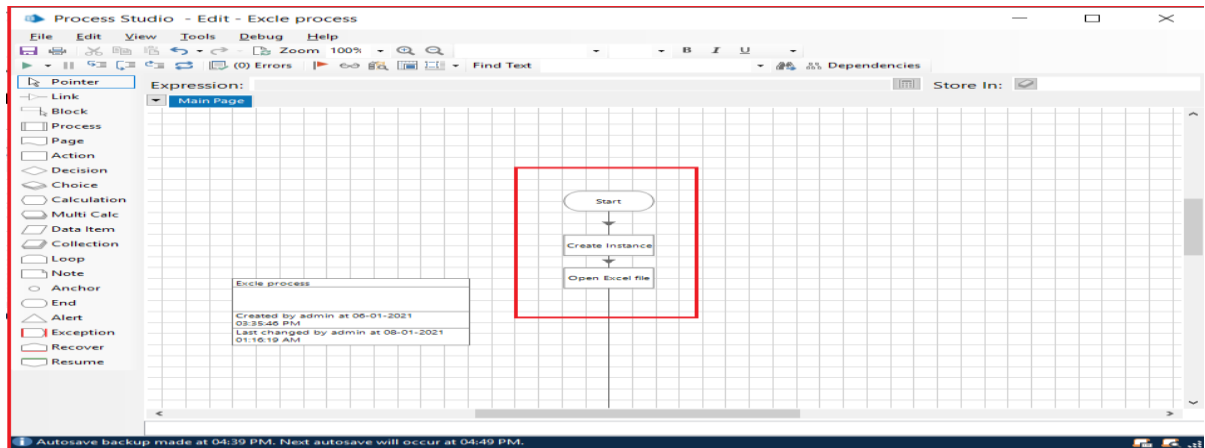 Process Studio - Edit - Excle process
File Edit View Tools Debug Help
Zoom 100% B I U
(0) Errors Find Text Dependencies
Pointer
Expression: Store In:
Link
Main Page
Block
Process
Page
Action
Decision
Choice
Calculation
Multi Calc
Data Item
Collection
Loop
Note
Anchor
End
Alert
Exception
Recover
Resume
Start
Create Instance
Open Excel file
Excle process
Created by admin at 06-01-2021
03:35:46 PM
Last changed by admin at 08-01-2021
01:16:19 AM
Autosave backup made at 04:39 PM. Next autosave will occur at 04:49 PM.